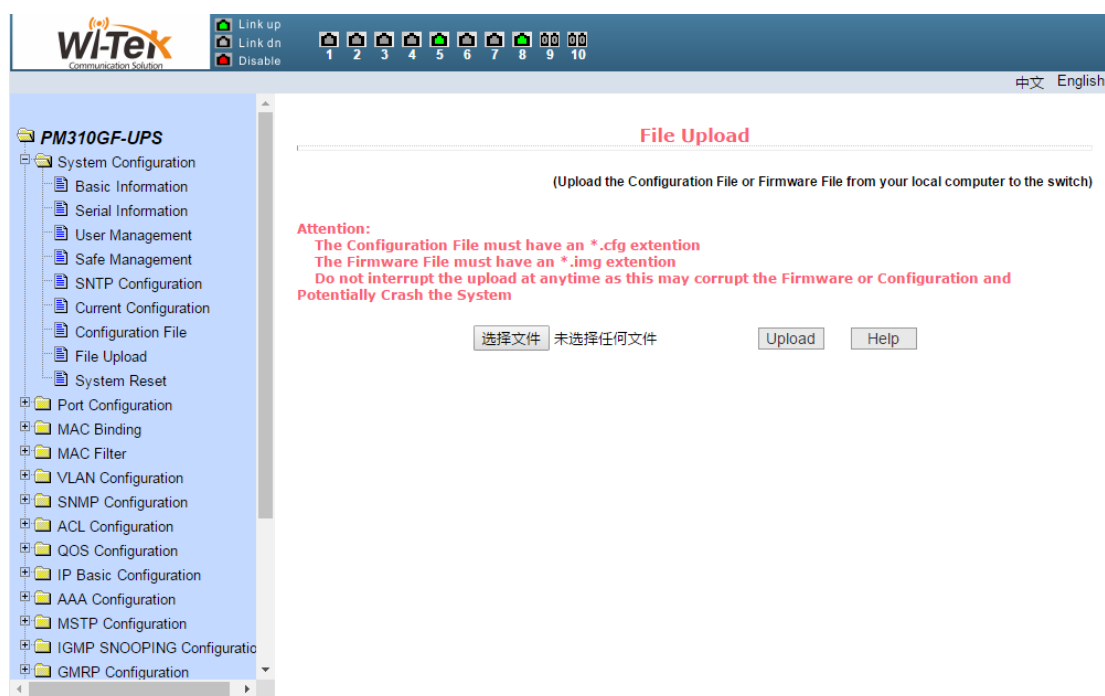 WI-TeK
Communication Solution
Link up
Link dn
Disable
1 2 3 4 5 6 7 8 9 10
中文 English
PM310GF-UPS
System Configuration
Basic Information
Serial Information
User Management
Safe Management
SNTP Configuration
Current Configuration
Configuration File
File Upload
System Reset
Port Configuration
MAC Binding
MAC Filter
VLAN Configuration
SNMP Configuration
ACL Configuration
QOS Configuration
IP Basic Configuration
AAA Configuration
MSTP Configuration
IGMP SNOOPING Configuratio
GMRP Configuration
File Upload
(Upload the Configuration File or Firmware File from your local computer to the switch)
Attention:
The Configuration File must have an *.cfg extention
The Firmware File must have an *.img extention
Do not interrupt the upload at anytime as this may corrupt the Firmware or Configuration and
Potentially Crash the System
选择文件 未选择任何文件 Upload Help